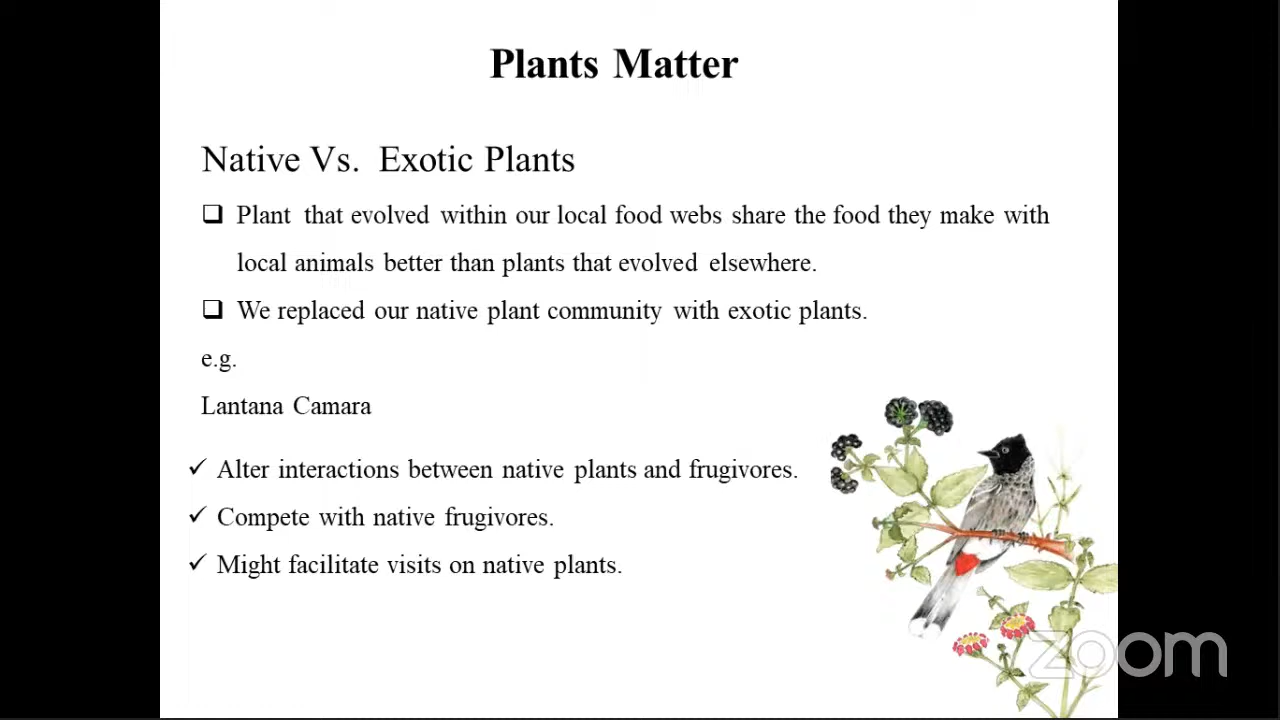 Plants Matter
Native Vs. Exotic Plants
Plant that evolved within our local food webs share the food they make with
local animals better than plants that evolved elsewhere.
We replaced our native plant community with exotic plants.
e.g.
Lantana Camara
Alter interactions between native plants and frugivores.
Compete with native frugivores.
Might facilitate visits on native plants.
zoom